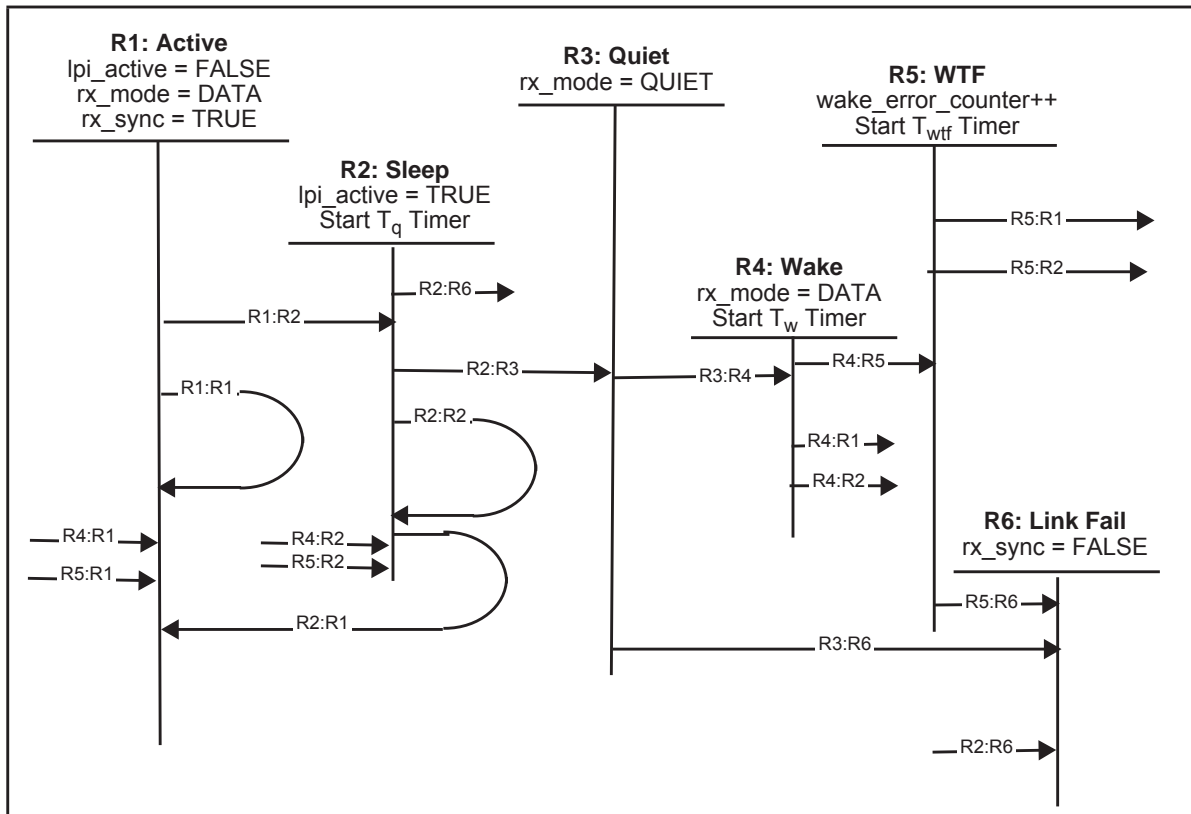 R1: Active
lpi_active = FALSE
rx_mode = DATA
rx_sync = TRUE
R2: Sleep
lpi_active = TRUE
Start Tq Timer
R3: Quiet
rx_mode = QUIET
R4: Wake
rx_mode = DATA
Start Tw Timer
R5: WTF
wake_error_counter++
Start Twtf Timer
R5:R1
R5:R2
R2:R6
R1:R2
R2:R3
R3:R4
R4:R5
R1:R1
R2:R2
R4:R1
R4:R2
R6: Link Fail
rx_sync = FALSE
R4:R1
R4:R2
R5:R1
R5:R2
R2:R1
R5:R6
R3:R6
R2:R6